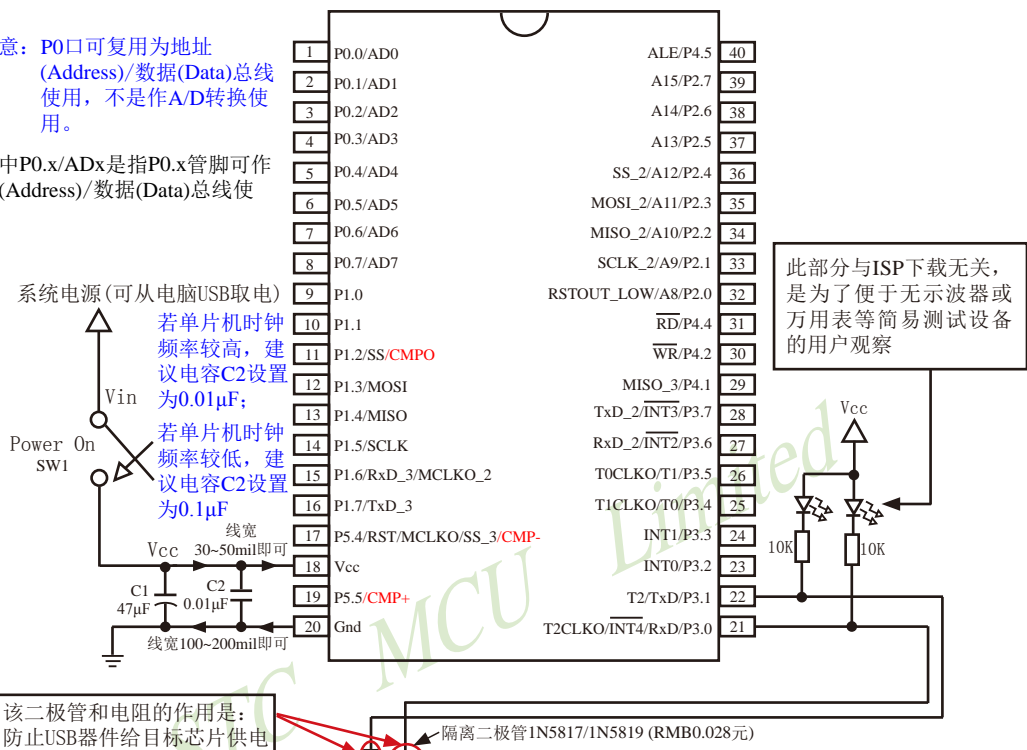 意：P0口可复用为地址
(Address)/数据(Data)总线
使用，不是作A/D转换使
用。
中P0.x/ADx是指P0.x管脚可作
(Address)/数据(Data)总线使
系统电源(可从电脑USB取电)
若单片机时钟
频率较高，建
议电容C2设置
为0.01μF;
若单片机时钟
频率较低，建
议电容C2设置
为0.1μF
Vin
Power On
SW1
Vcc
线宽
30~50mil即可
C1
47μF
C2
0.01μF
线宽100~200mil即可
1 P0.0/AD0
2 P0.1/AD1
3 P0.2/AD2
4 P0.3/AD3
5 P0.4/AD4
6 P0.5/AD5
7 P0.6/AD6
8 P0.7/AD7
9 P1.0
10 P1.1
11 P1.2/SS/CMPO
12 P1.3/MOSI
13 P1.4/MISO
14 P1.5/SCLK
15 P1.6/RxD_3/MCLKO_2
16 P1.7/TxD_3
17 P5.4/RST/MCLKO/SS_3/CMP-
18 Vcc
19 P5.5/CMP+
20 Gnd
ALE/P4.5 40
A15/P2.7 39
A14/P2.6 38
A13/P2.5 37
SS_2/A12/P2.4 36
MOSI_2/A11/P2.3 35
MISO_2/A10/P2.2 34
SCLK_2/A9/P2.1 33
RSTOUT_LOW/A8/P2.0 32
RD/P4.4 31
WR/P4.2 30
MISO_3/P4.1 29
TxD_2/INT3/P3.7 28
RxD_2/INT2/P3.6 27
T0CLKO/T1/P3.5 26
T1CLKO/T0/P3.4 25
INT1/P3.3 24
INT0/P3.2 23
T2/TxD/P3.1 22
T2CLKO/INT4/RxD/P3.0 21
此部分与ISP下载无关，
是为了便于无示波器或
万用表等简易测试设备
的用户观察
Vcc
10K
10K
STC MCU Limited
该二极管和电阻的作用是：
防止USB器件给目标芯片供电
隔离二极管1N5817/1N5819 (RMB0.028元)